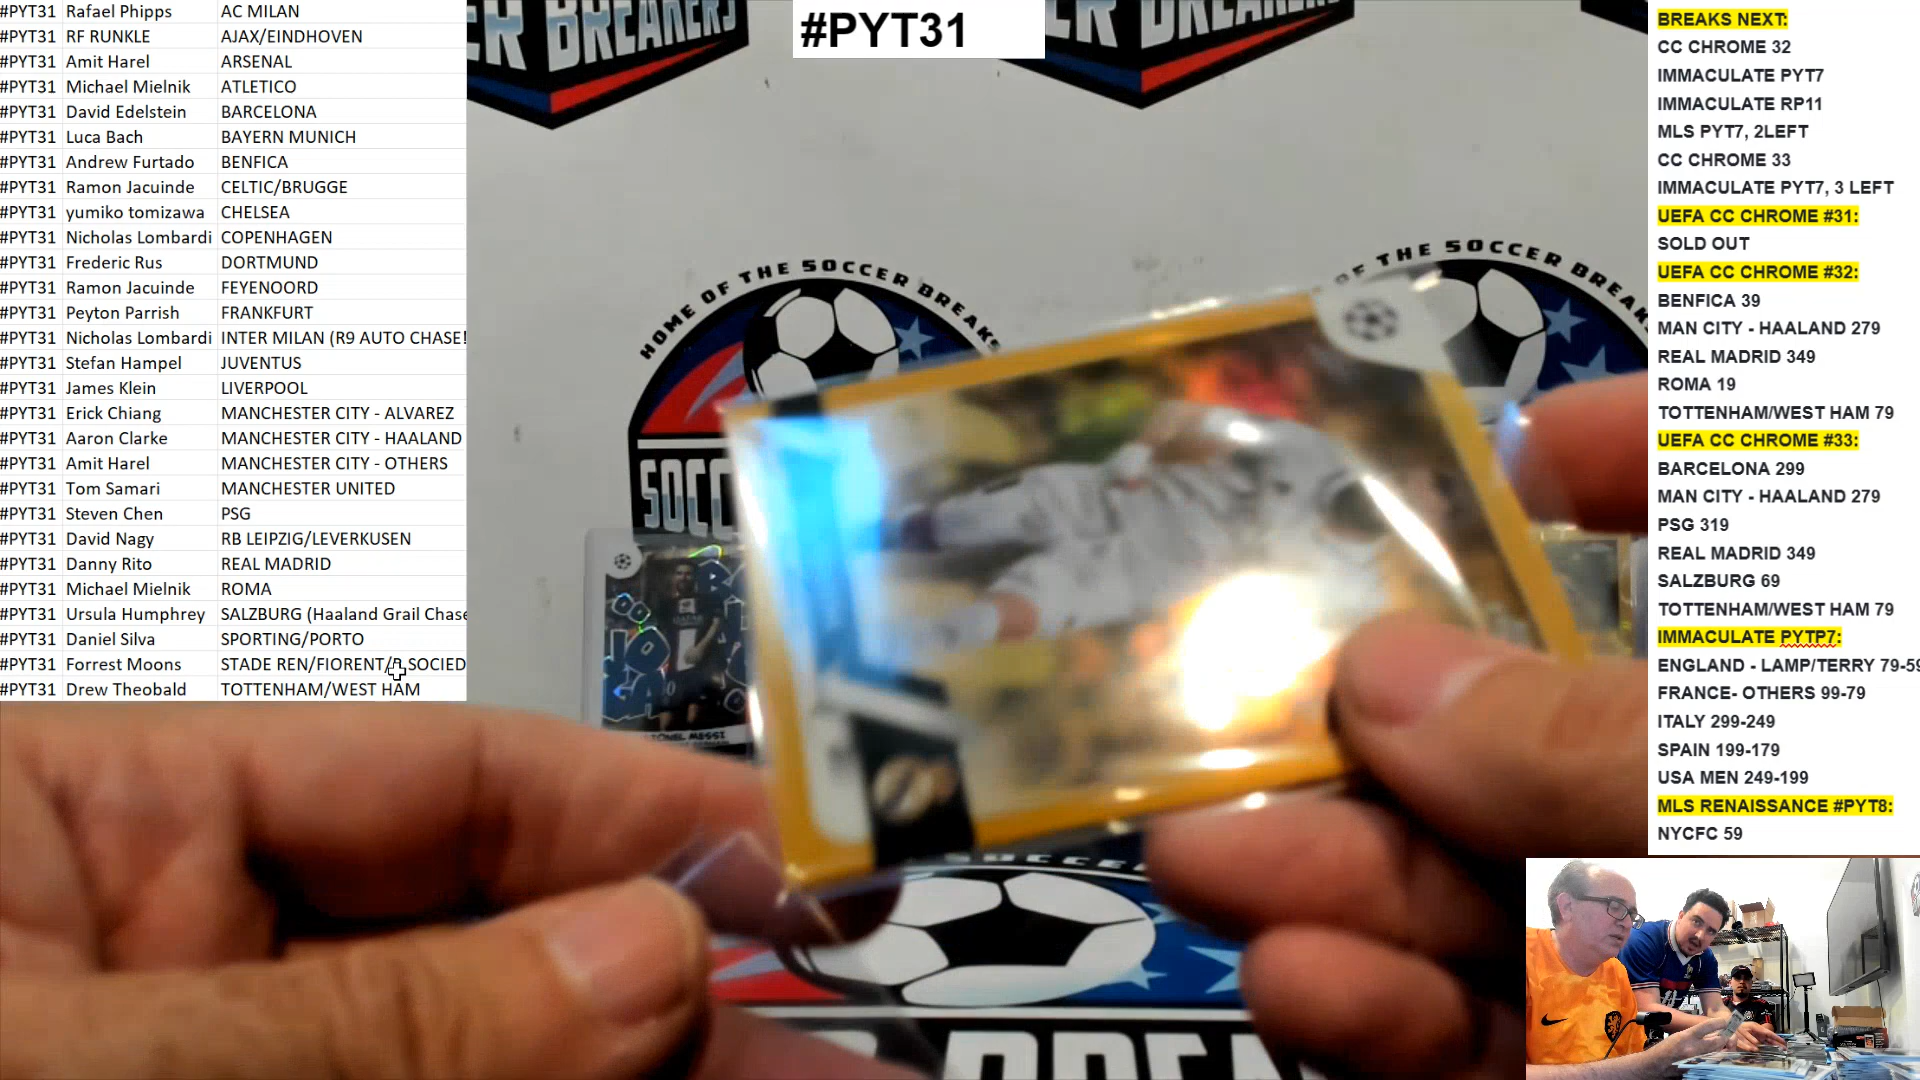 #PYT31 Rafael Phipps AC MILAN
#PYT31 RF RUNKLE AJAX/EINDHOVEN
#PYT31 Amit Harel ARSENAL
#PYT31 Michael Mielnik ATLETICO
#PYT31 David Edelstein BARCELONA
#PYT31 Luca Bach BAYERN MUNICH
#PYT31 Andrew Furtado BENFICA
#PYT31 Ramon Jacuinde CELTIC/BRUGGE
#PYT31 yumiko tomizawa CHELSEA
#PYT31 Nicholas Lombardi COPENHAGEN
#PYT31 Frederic Rus DORTMUND
#PYT31 Ramon Jacuinde FEYENOORD
#PYT31 Peyton Parrish FRANKFURT
#PYT31 Nicholas Lombardi INTER MILAN (R9 AUTO CHASE!
#PYT31 Stefan Hampel JUVENTUS
#PYT31 James Klein LIVERPOOL
#PYT31 Erick Chiang MANCHESTER CITY - ALVAREZ
#PYT31 Aaron Clarke MANCHESTER CITY - HAALAND
#PYT31 Amit Harel MANCHESTER CITY - OTHERS
#PYT31 Tom Samari MANCHESTER UNITED
#PYT31 Steven Chen PSG
#PYT31 David Nagy RB LEIPZIG/LEVERKUSEN
#PYT31 Danny Rito REAL MADRID
#PYT31 Michael Mielnik ROMA
#PYT31 Ursula Humphrey SALZBURG (Haaland Grail Chase
#PYT31 Daniel Silva SPORTING/PORTO
#PYT31 Forrest Moons STADE REN/FIORENT/R SOCIED
#PYT31 Drew Theobald TOTTENHAM/WEST HAM
#PYT31
ER BREAKERS
ER BREAKERS
HOME OF THE SOCCER BREAKS
OF THE SOCCER BREAKS
SOCC
LIONEL MESSI
SOCCER
BREAKS NEXT:
CC CHROME 32
IMMACULATE PYT7
IMMACULATE RP11
MLS PYT7, 2LEFT
CC CHROME 33
IMMACULATE PYT7, 3 LEFT
UEFA CC CHROME #31:
SOLD OUT
UEFA CC CHROME #32:
BENFICA 39
MAN CITY - HAALAND 279
REAL MADRID 349
ROMA 19
TOTTENHAM/WEST HAM 79
UEFA CC CHROME #33:
BARCELONA 299
MAN CITY - HAALAND 279
PSG 319
REAL MADRID 349
SALZBURG 69
TOTTENHAM/WEST HAM 79
IMMACULATE PYTP7:
ENGLAND - LAMP/TERRY 79-59
FRANCE- OTHERS 99-79
ITALY 299-249
SPAIN 199-179
USA MEN 249-199
MLS RENAISSANCE #PYT8:
NYCFC 59